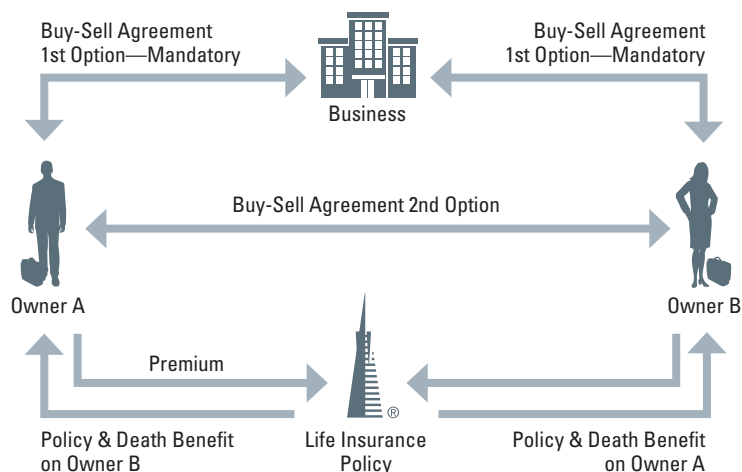 Buy-Sell Agreement
1st Option—Mandatory
Buy-Sell Agreement
1st Option—Mandatory
Business
Buy-Sell Agreement 2nd Option
Owner A
Owner B
Premium
®
Policy & Death Benefit
on Owner B
Life Insurance
Policy
Policy & Death Benefit
on Owner A